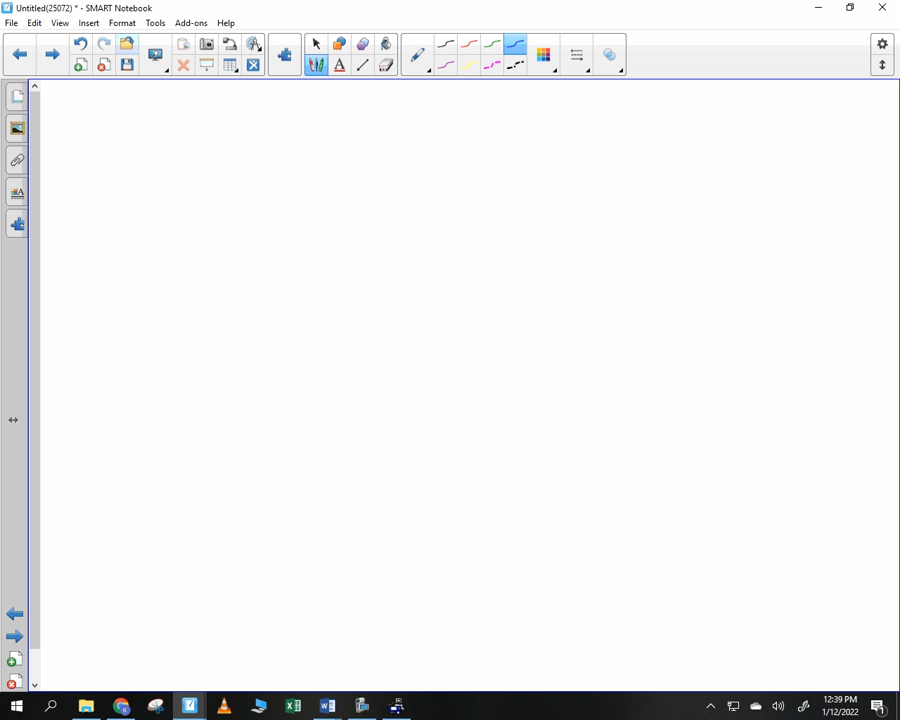 Untitled(25072) * - SMART Notebook
File Edit View Insert Format Tools Add-ons Help
12:39 PM
1/12/2022
1